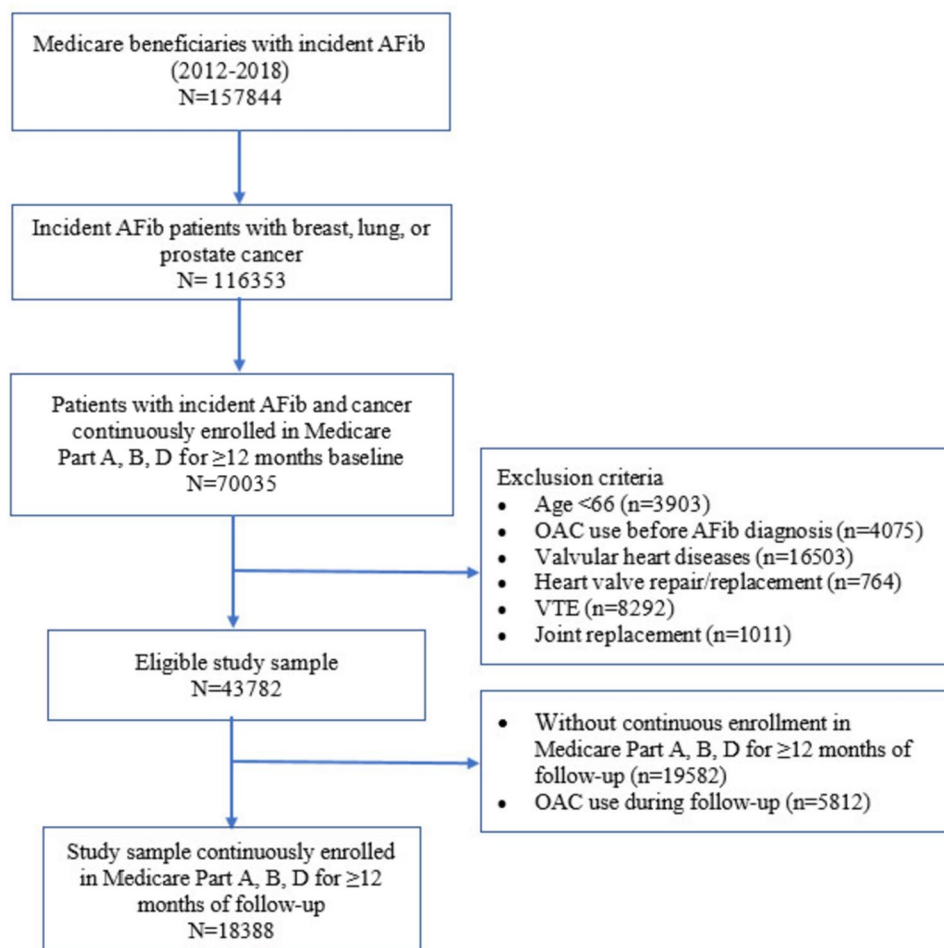 Medicare beneficiaries with incident AFib
(2012-2018)
N=157844
Incident AFib patients with breast, lung, or
prostate cancer
N= 116353
Patients with incident AFib and cancer
continuously enrolled in Medicare
Part A, B, D for ≥12 months baseline
N=70035
Exclusion criteria
• Age <66 (n=3903)
• OAC use before AFib diagnosis (n=4075)
• Valvular heart diseases (n=16503)
• Heart valve repair/replacement (n=764)
• VTE (n=8292)
• Joint replacement (n=1011)
Eligible study sample
N=43782
• Without continuous enrollment in
Medicare Part A, B, D for ≥12 months of
follow-up (n=19582)
• OAC use during follow-up (n=5812)
Study sample continuously enrolled
in Medicare Part A, B, D for ≥12
months of follow-up
N=18388